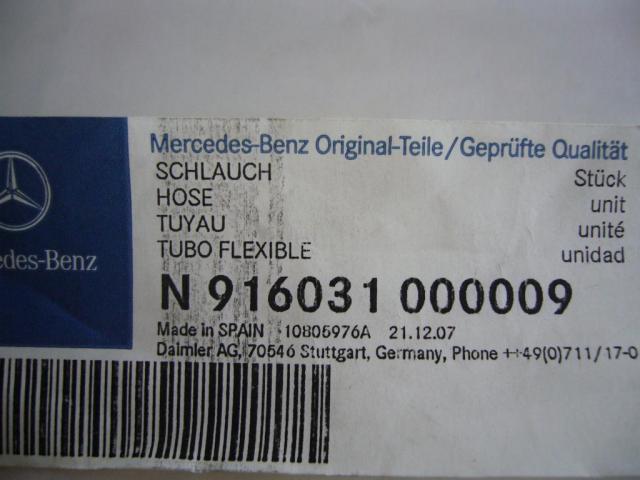 Mercedes-Benz Original-Teile/Geprüfte Qualität
SCHLAUCH Stück
HOSE unit
TUYAU unité
TUBO FLEXIBLE unidad
edes-Benz
N 916031 000009
Made in SPAIN 10805976A 21.12.07
Daimler AG, 70546 Stuttgart, Germany, Phone ++49(0)711/17-0